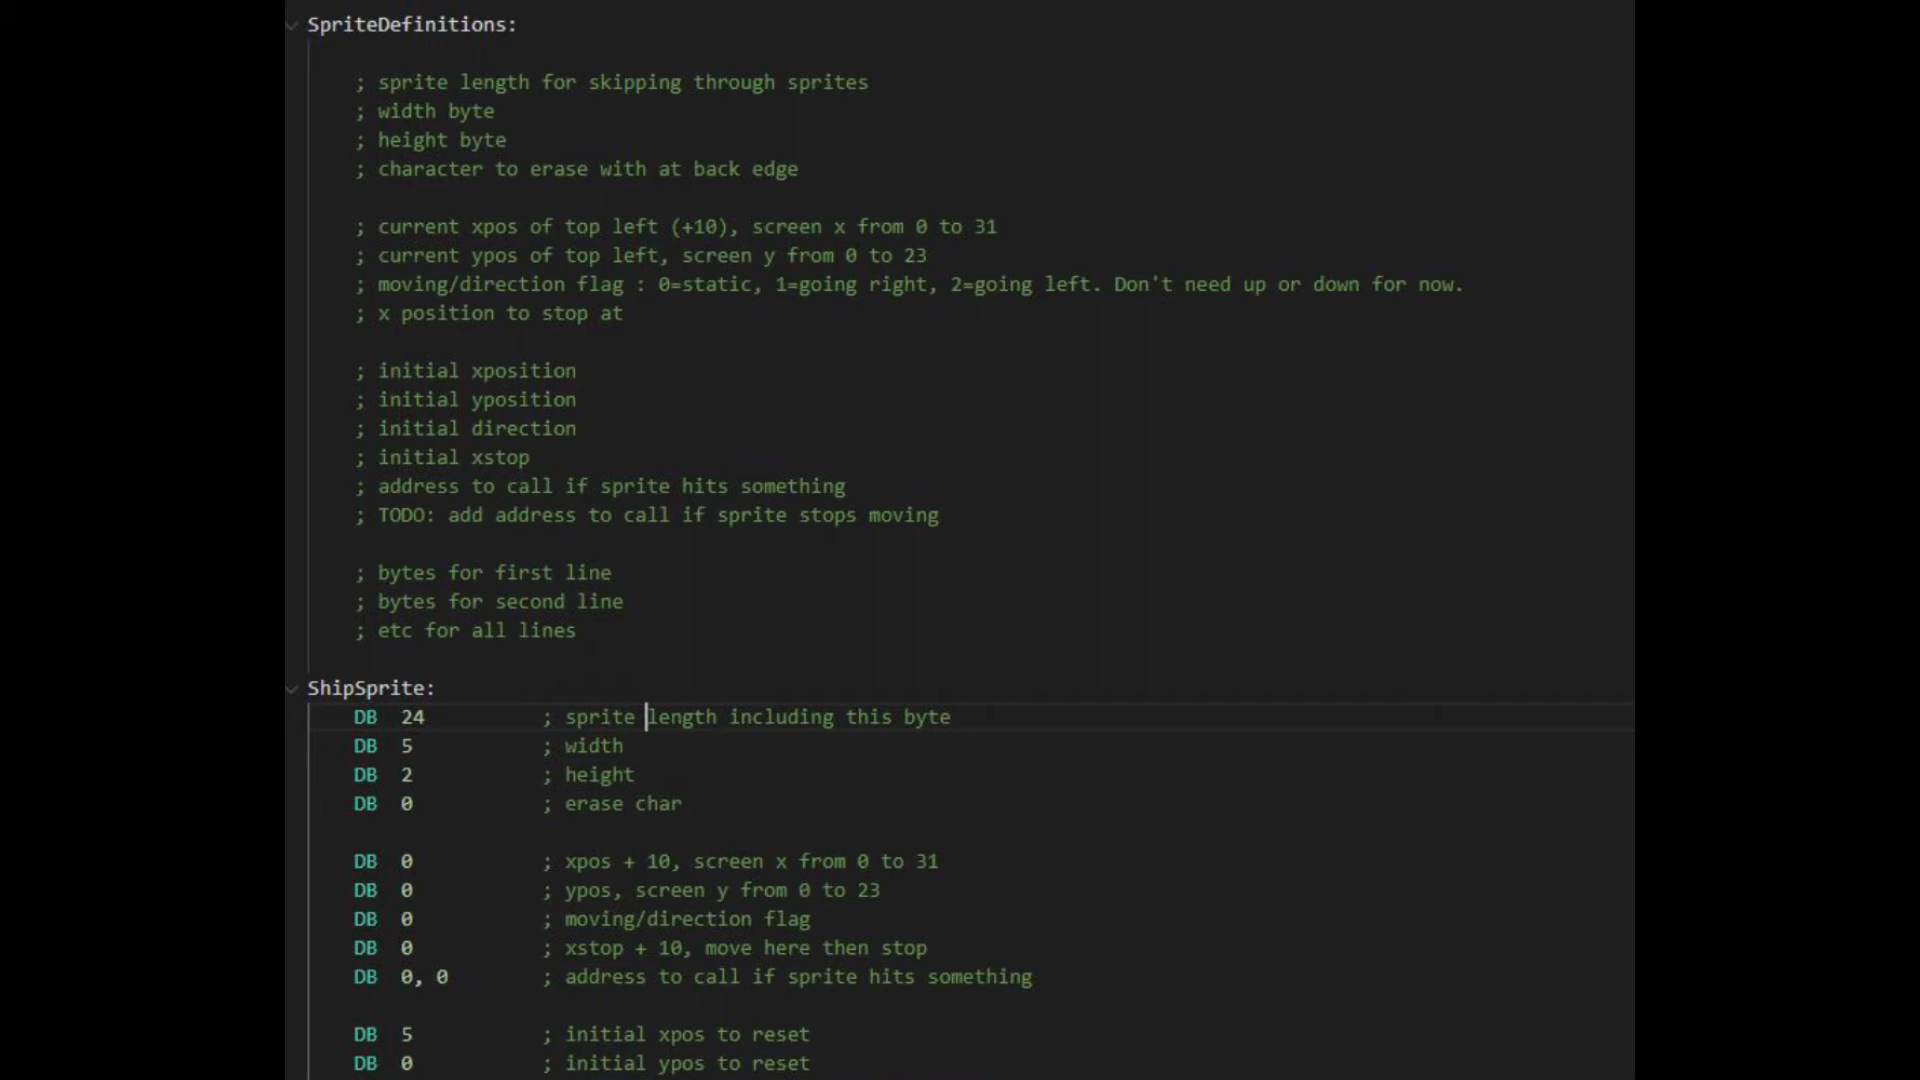 SpriteDefinitions:
; sprite length for skipping through sprites
; width byte
; height byte
; character to erase with at back edge
; current xpos of top left (+10), screen x from 0 to 31
; current ypos of top left, screen y from 0 to 23
; moving/direction flag : 0=static, 1=going right, 2=going left. Don't need up or down for now.
; x position to stop at
; initial xposition
; initial yposition
; initial direction
; initial xstop
; address to call if sprite hits something
; TODO: add address to call if sprite stops moving
; bytes for first line
; bytes for second line
; etc for all lines
ShipSprite:
DB 24 ; sprite length including this byte
DB 5 ; width
DB 2 ; height
DB 0 ; erase char
DB 0 ; xpos + 10, screen x from 0 to 31
DB 0 ; ypos, screen y from 0 to 23
DB 0 ; moving/direction flag
DB 0 ; xstop + 10, move here then stop
DB 0, 0 ; address to call if sprite hits something
DB 5 ; initial xpos to reset
DB 0 ; initial ypos to reset